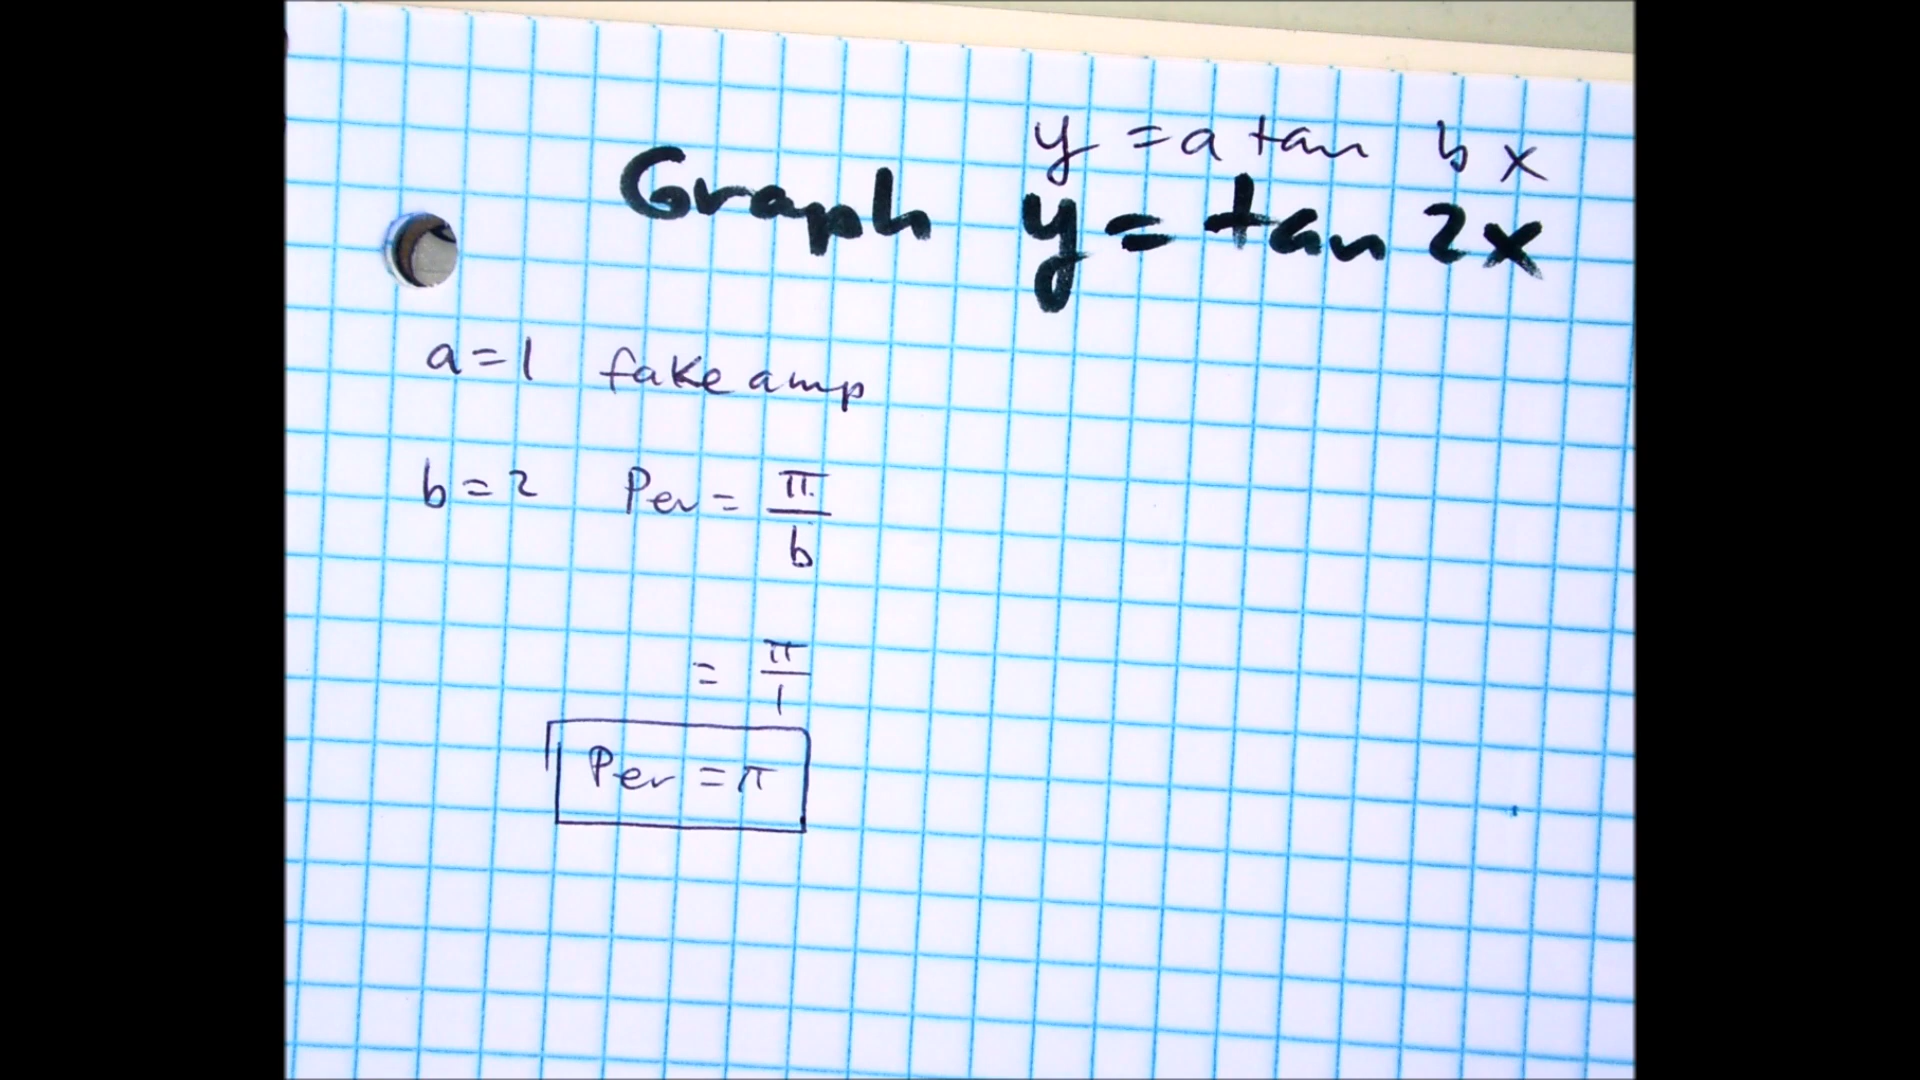 y = a tan b x
Graph y = tan 2x
a = 1 fake amp
b = 2 Per = π/b
= π/1
Per = π